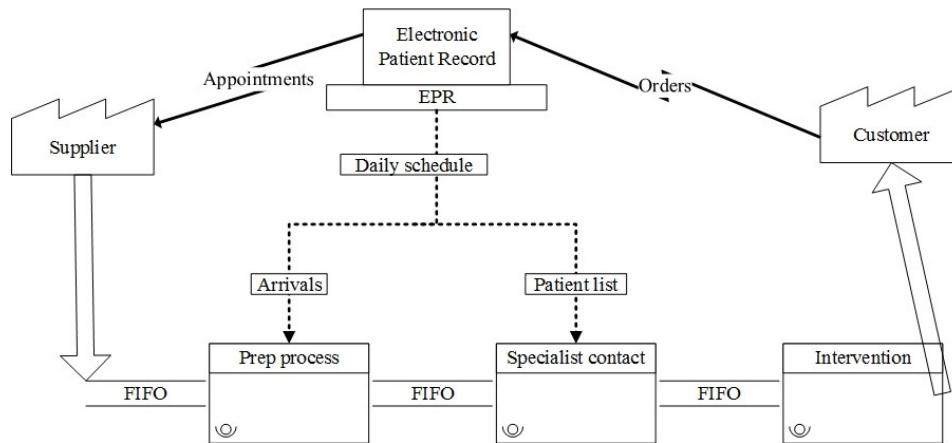 Electronic
Patient Record
EPR
Appointments
Orders
Supplier
Customer
Daily schedule
Arrivals
Patient list
Prep process
Specialist contact
Intervention
FIFO
FIFO
FIFO